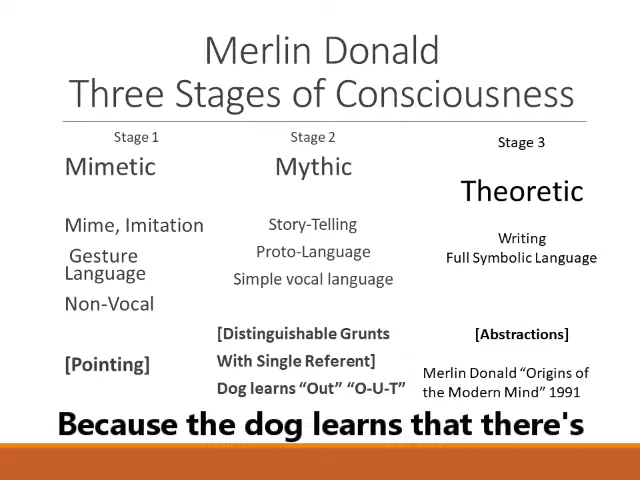 Merlin Donald
Three Stages of Consciousness
Stage 1
Mimetic
Mime, Imitation
Gesture
Language
Non-Vocal
[Pointing]
Stage 2
Mythic
Story-Telling
Proto-Language
Simple vocal language
[Distinguishable Grunts
With Single Referent]
Dog learns “Out” “O-U-T”
Stage 3
Theoretic
Writing
Full Symbolic Language
[Abstractions]
Merlin Donald “Origins of
the Modern Mind” 1991
Because the dog learns that there's